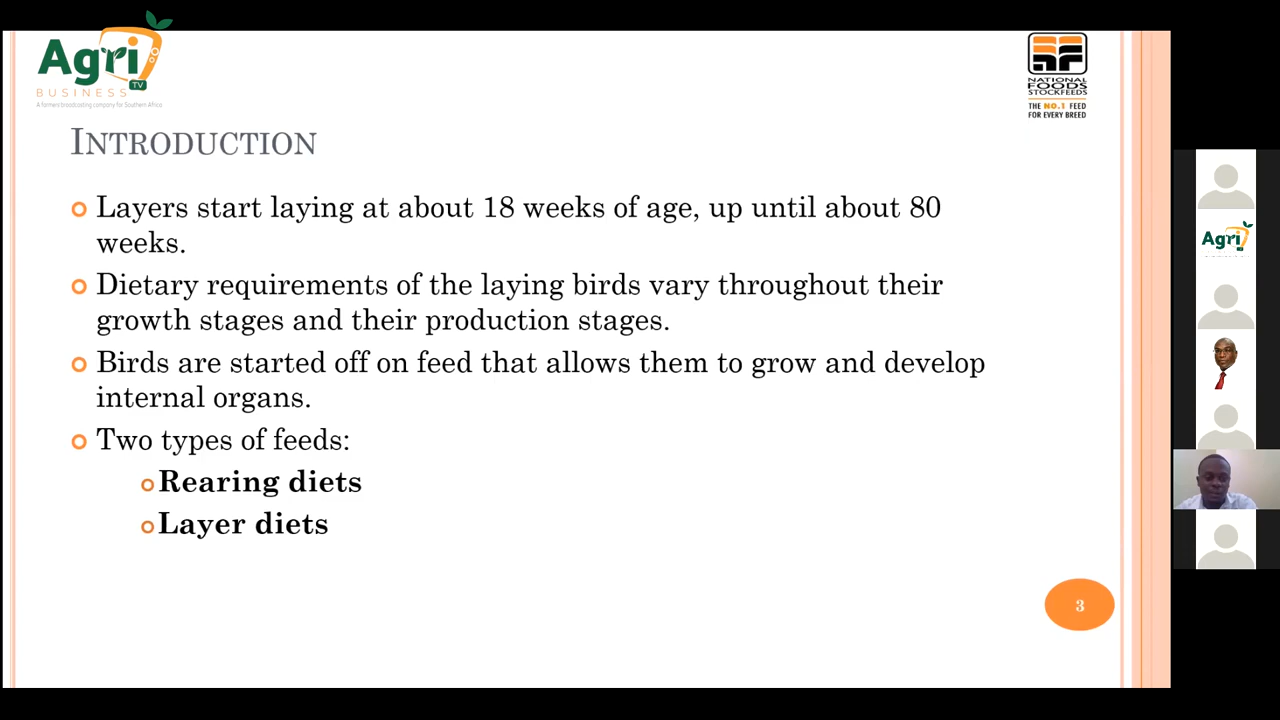 Agri
TV
BUSINESS
A farmers broadcasting company for Southern Africa
NATIONAL
FOODS
STOCKFEEDS
THE NO.1 FEED
FOR EVERY BREED
INTRODUCTION
Layers start laying at about 18 weeks of age, up until about 80
weeks.
Dietary requirements of the laying birds vary throughout their
growth stages and their production stages.
Birds are started off on feed that allows them to grow and develop
internal organs.
Two types of feeds:
Rearing diets
Layer diets
3
Agri